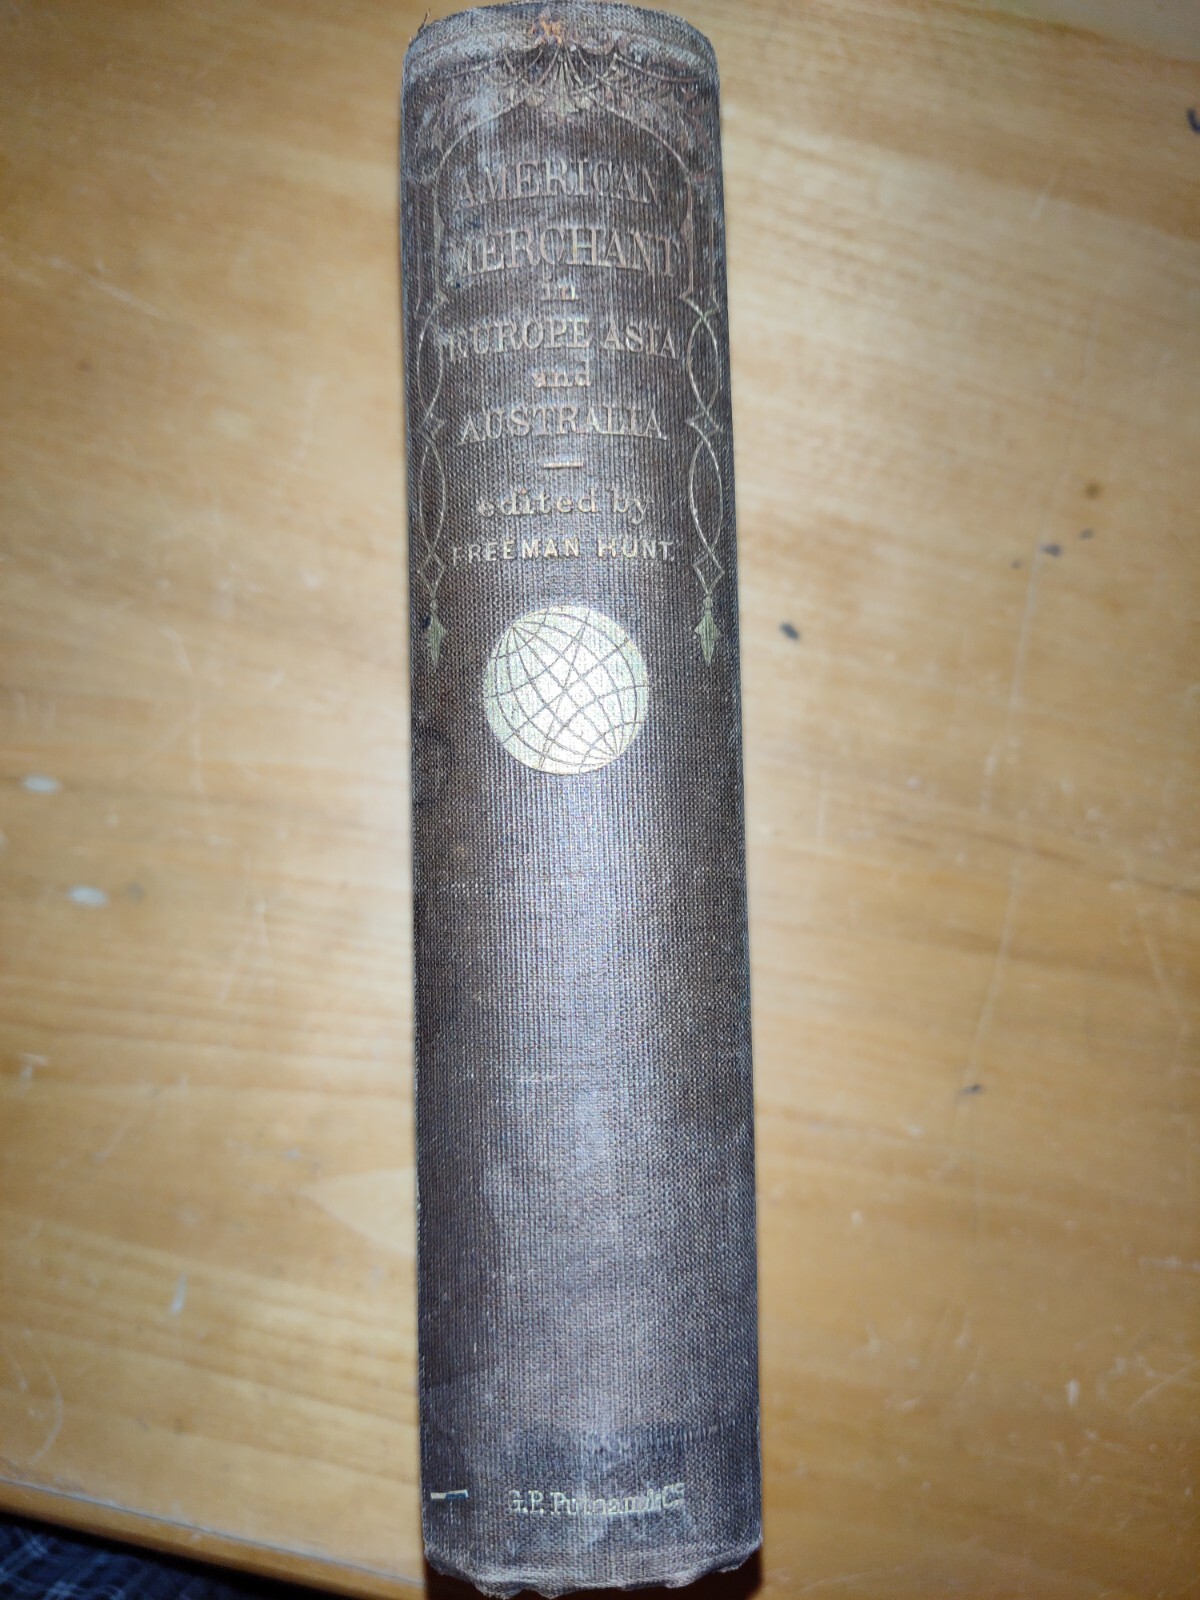 AMERICAN
MERCHANT
in
EUROPE ASIA
and
AUSTRALIA
edited by
FREEMAN HUNT.
G.P. Putnam & Co